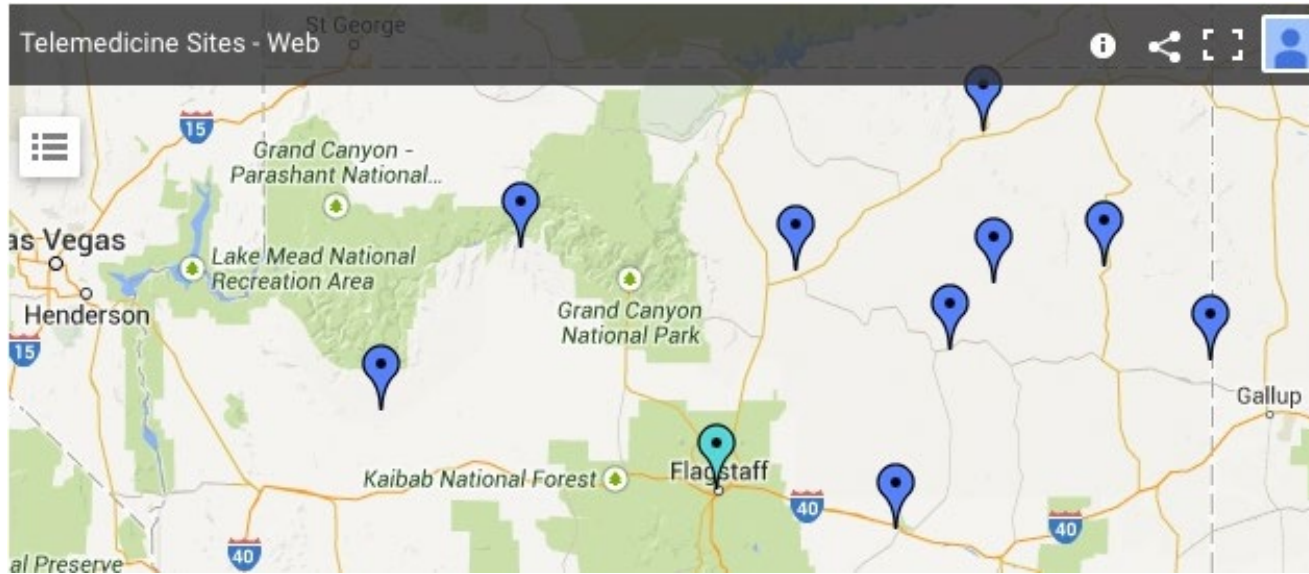 St George
Telemedicine Sites - Web
15
Grand Canyon -
Parashant National...
as Vegas
Lake Mead National
Recreation Area
Henderson
Grand Canyon
National Park
15
Gallup
Kaibab National Forest
Flagstaff
40
40
40
al Preserve